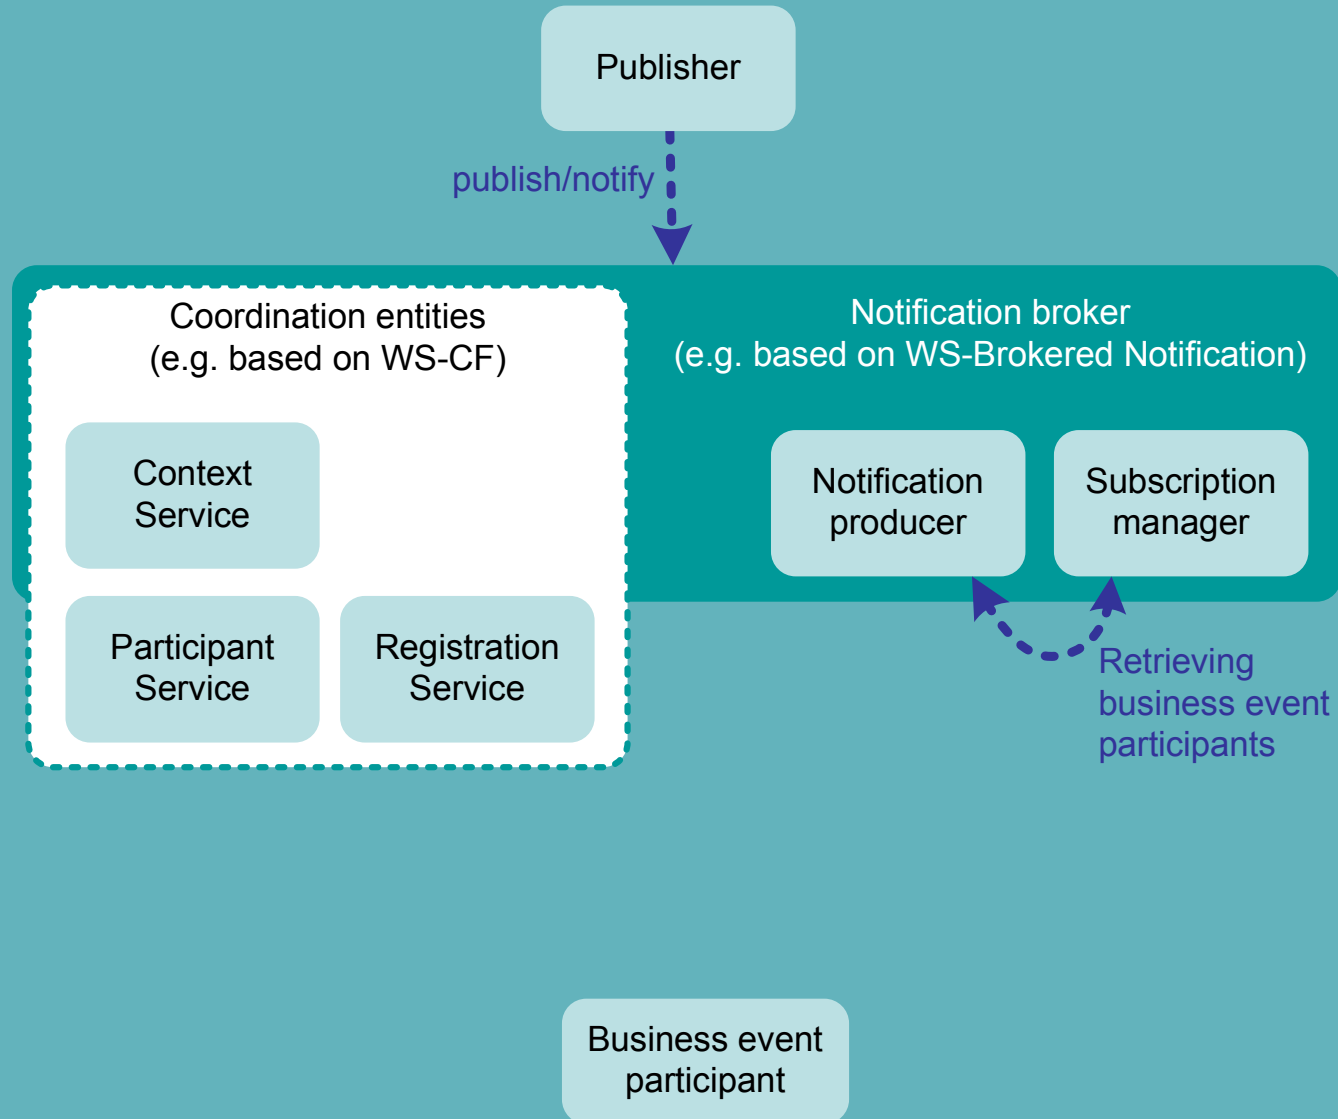 Publisher
publish/notify
Coordination entities
(e.g. based on WS-CF)
Notification broker
(e.g. based on WS-Brokered Notification)
Context
Service
Notification
producer
Subscription
manager
Participant
Service
Registration
Service
Retrieving
business event
participants
Business event
participant